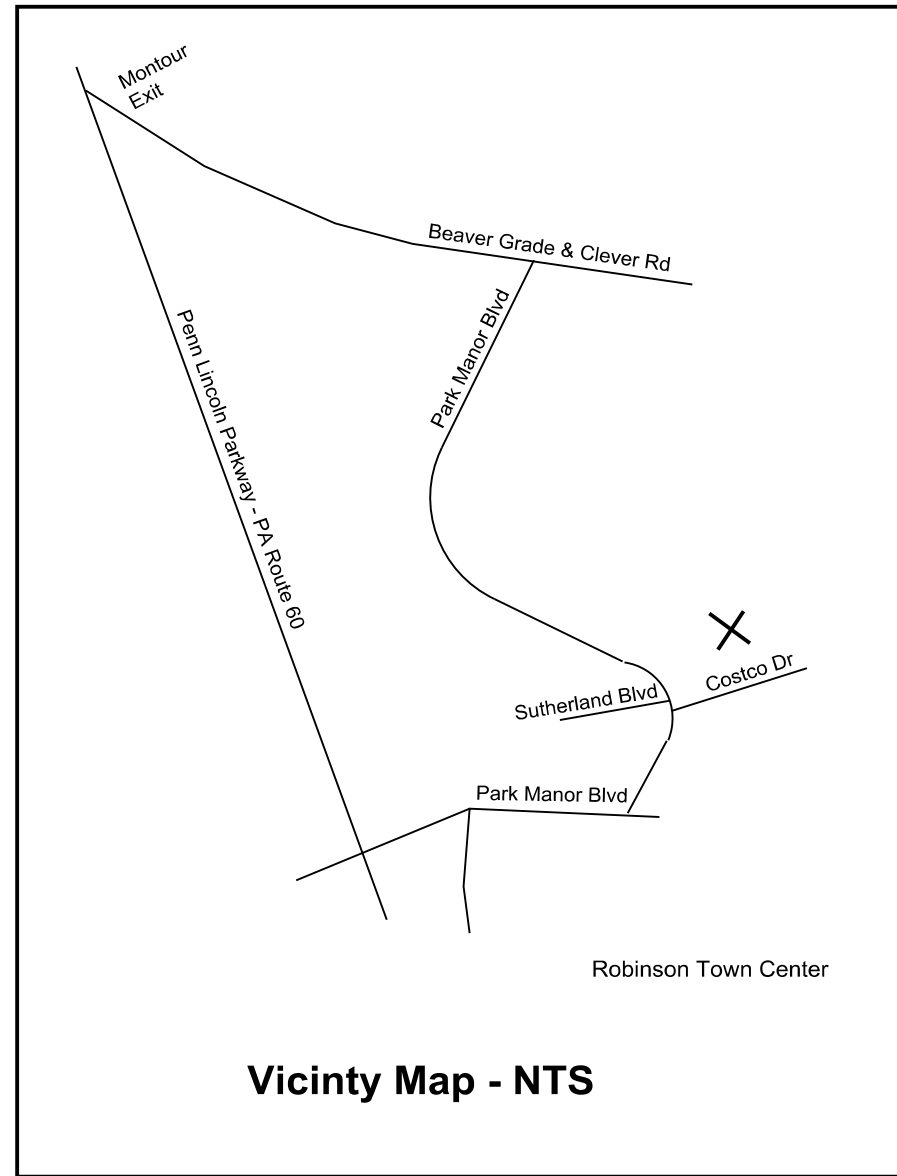 Montour
Exit
Beaver Grade & Clever Rd
Park Manor Blvd
Penn Lincoln Parkway - PA Route 60
Costco Dr
Sutherland Blvd
Park Manor Blvd
Robinson Town Center
Vicinty Map - NTS